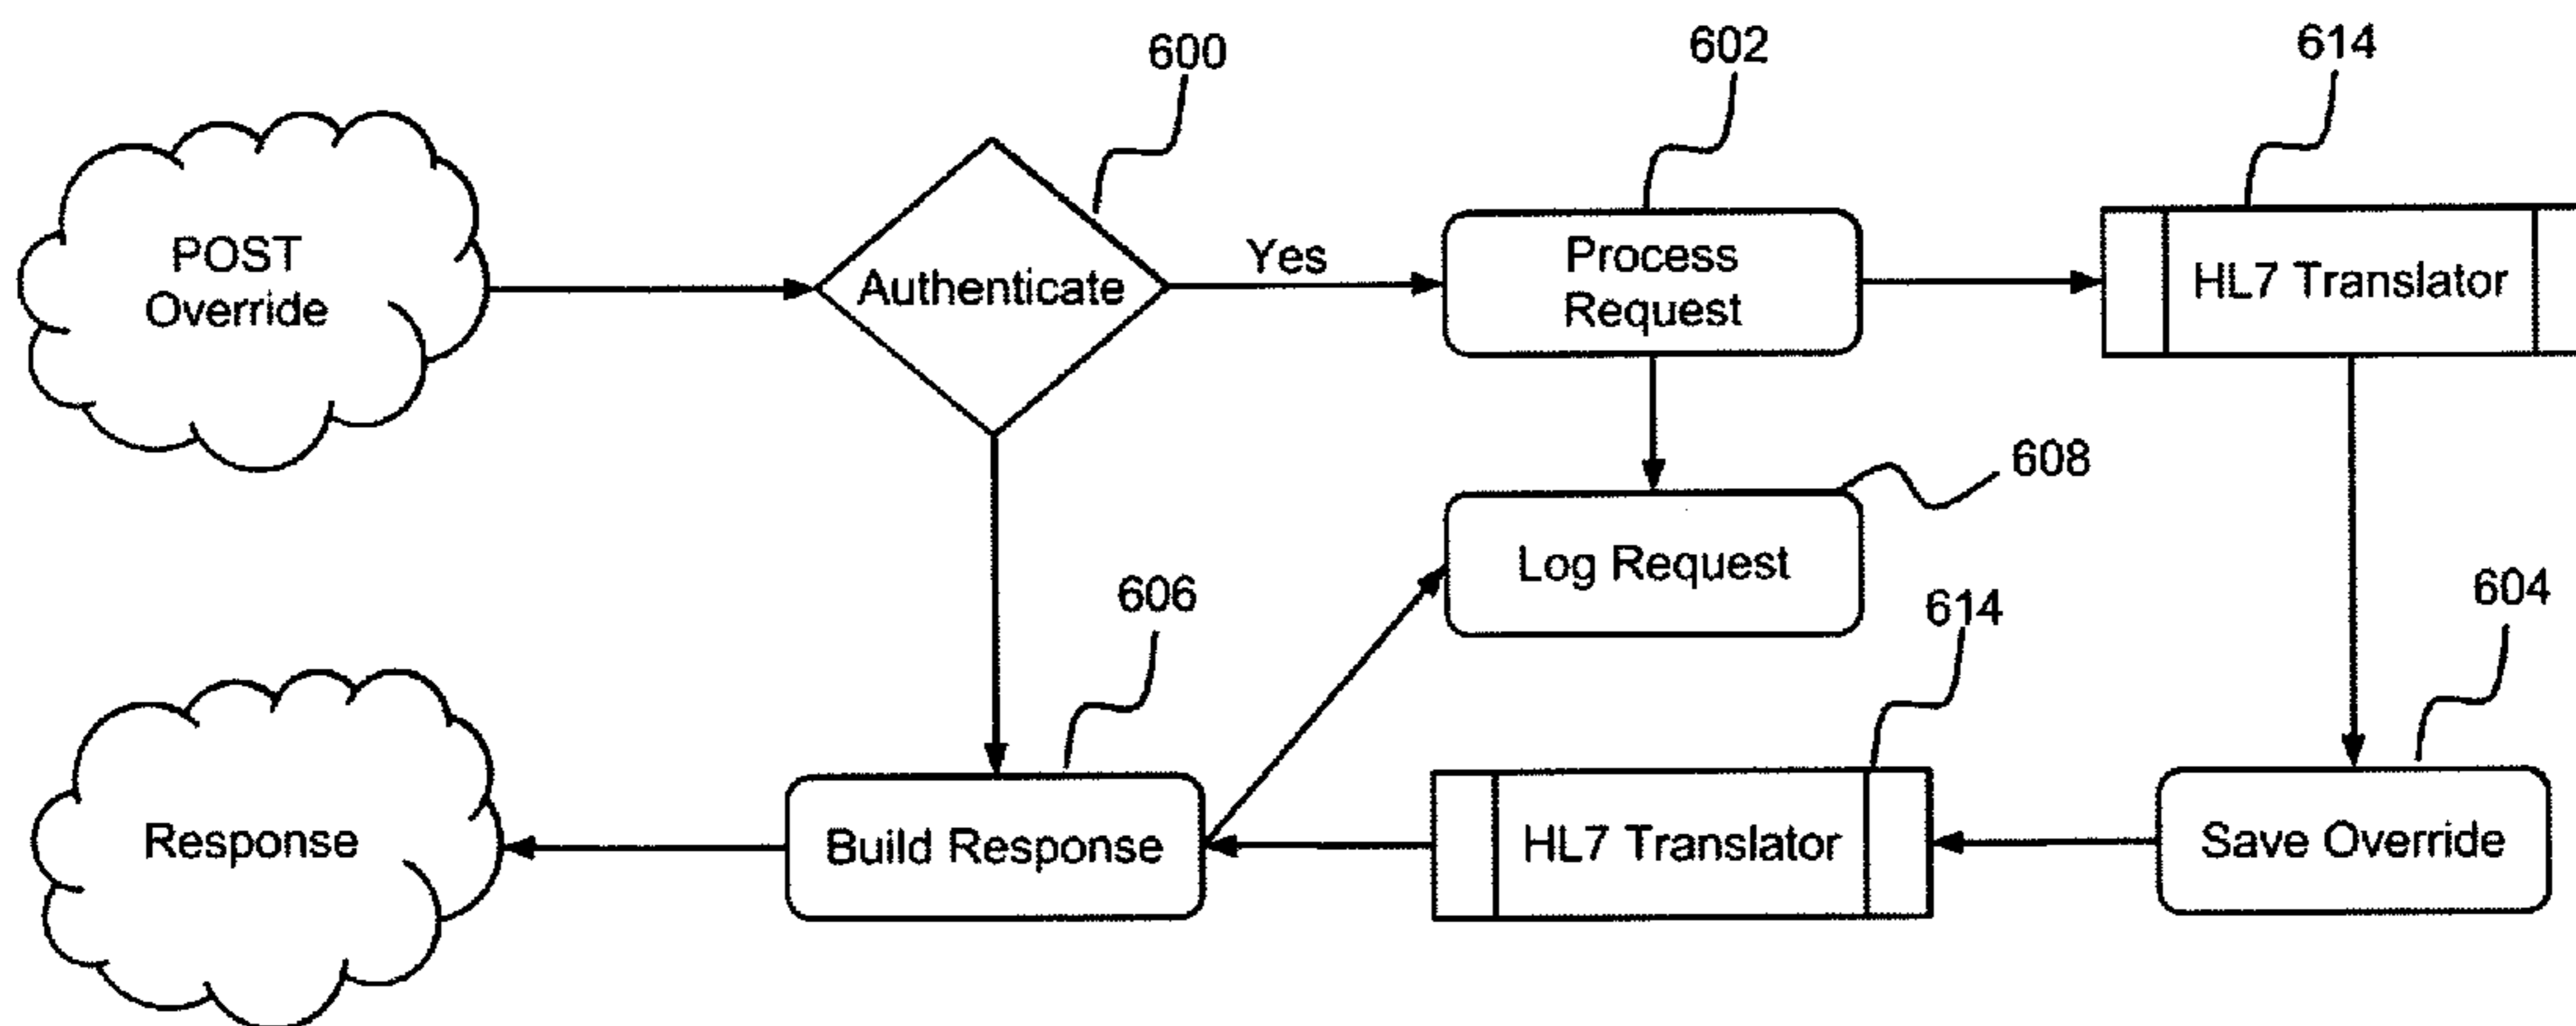 600
602
614
POST
Override
Authenticate
Yes
Process
Request
HL7 Translator
608
Log Request
606
614
604
Response
Build Response
HL7 Translator
Save Override